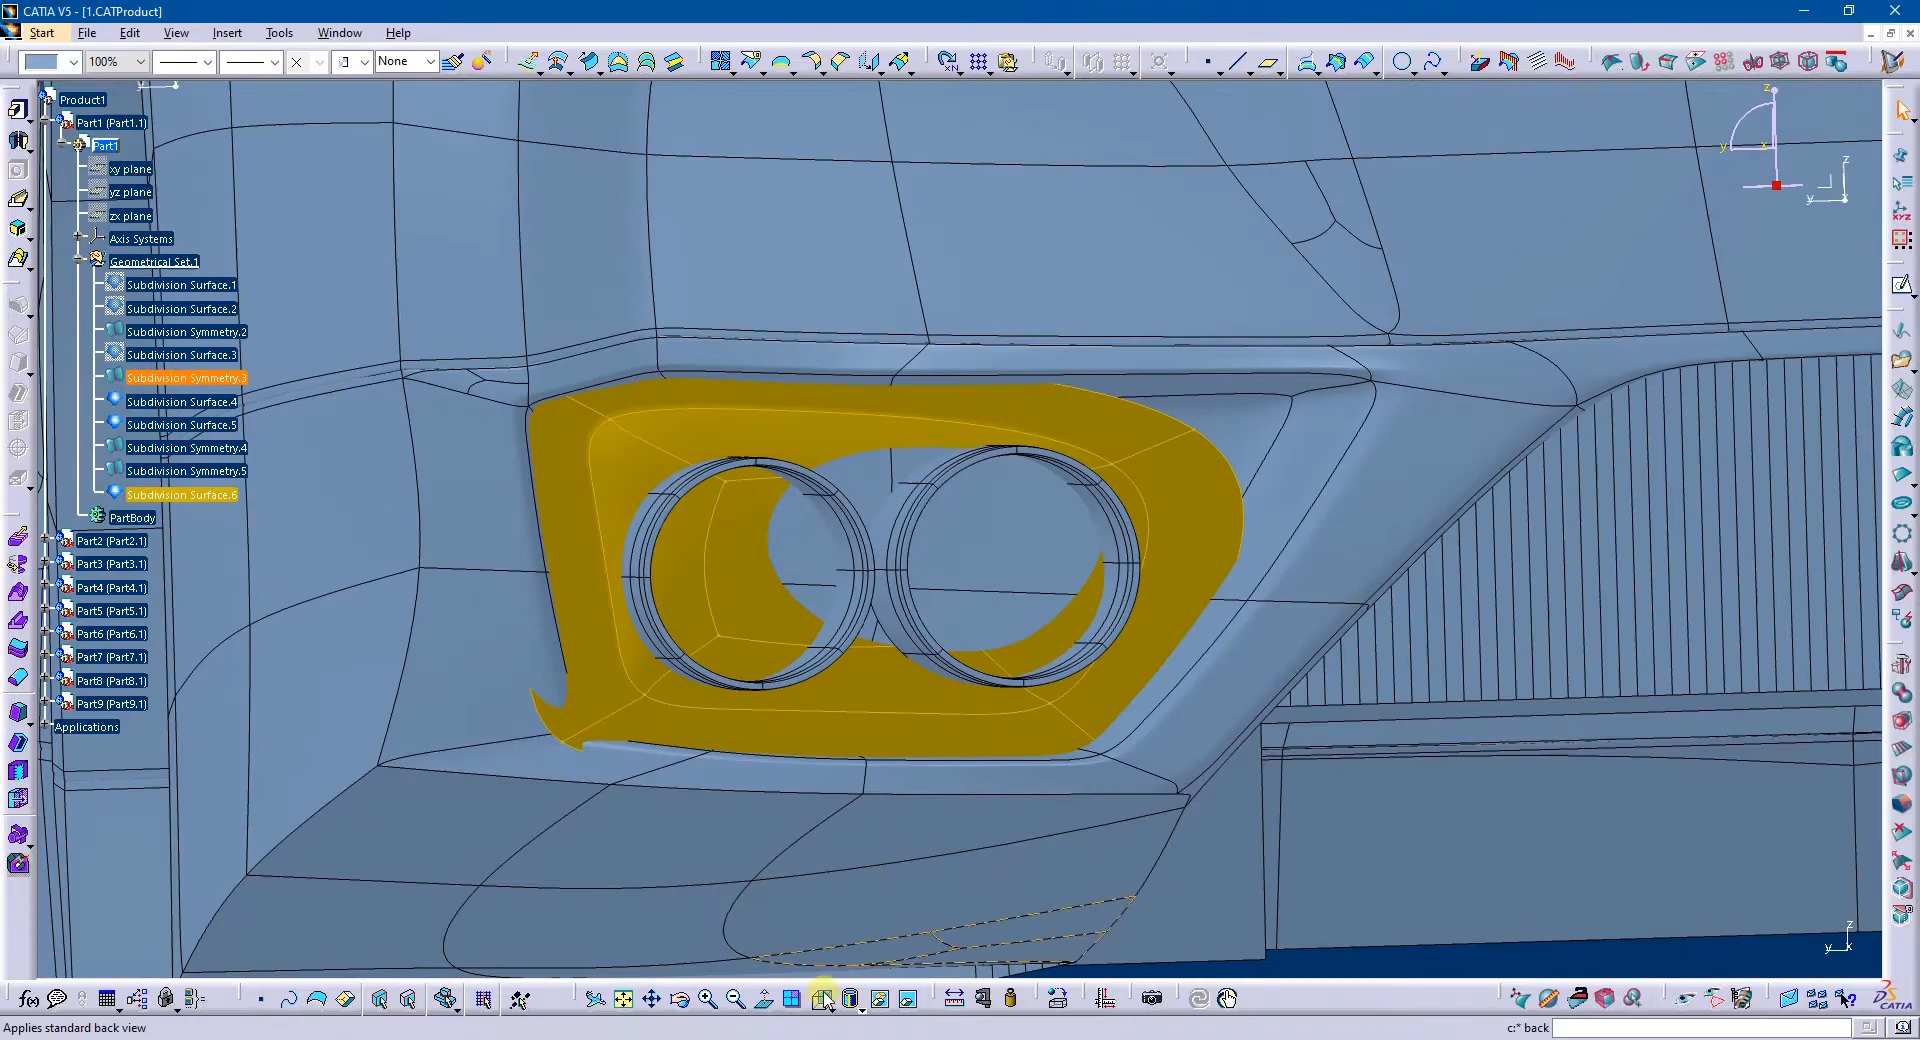 CATIA V5 - [1.CATProduct]
Start File Edit View Insert Tools Window Help
100% None
Product1
Part1 (Part1.1)
Part1
xy plane
yz plane
zx plane
Axis Systems
Geometrical Set.1
Subdivision Surface.1
Subdivision Surface.2
Subdivision Symmetry.2
Subdivision Surface.3
Subdivision Symmetry.3
Subdivision Surface.4
Subdivision Surface.5
Subdivision Symmetry.4
Subdivision Symmetry.5
Subdivision Surface.6
PartBody
Part2 (Part2.1)
Part3 (Part3.1)
Part4 (Part4.1)
Part5 (Part5.1)
Part6 (Part6.1)
Part7 (Part7.1)
Part8 (Part8.1)
Part9 (Part9.1)
Applications
z
y x
z
y
z
y x
f(x)
CATIA
Applies standard back view
c:* back